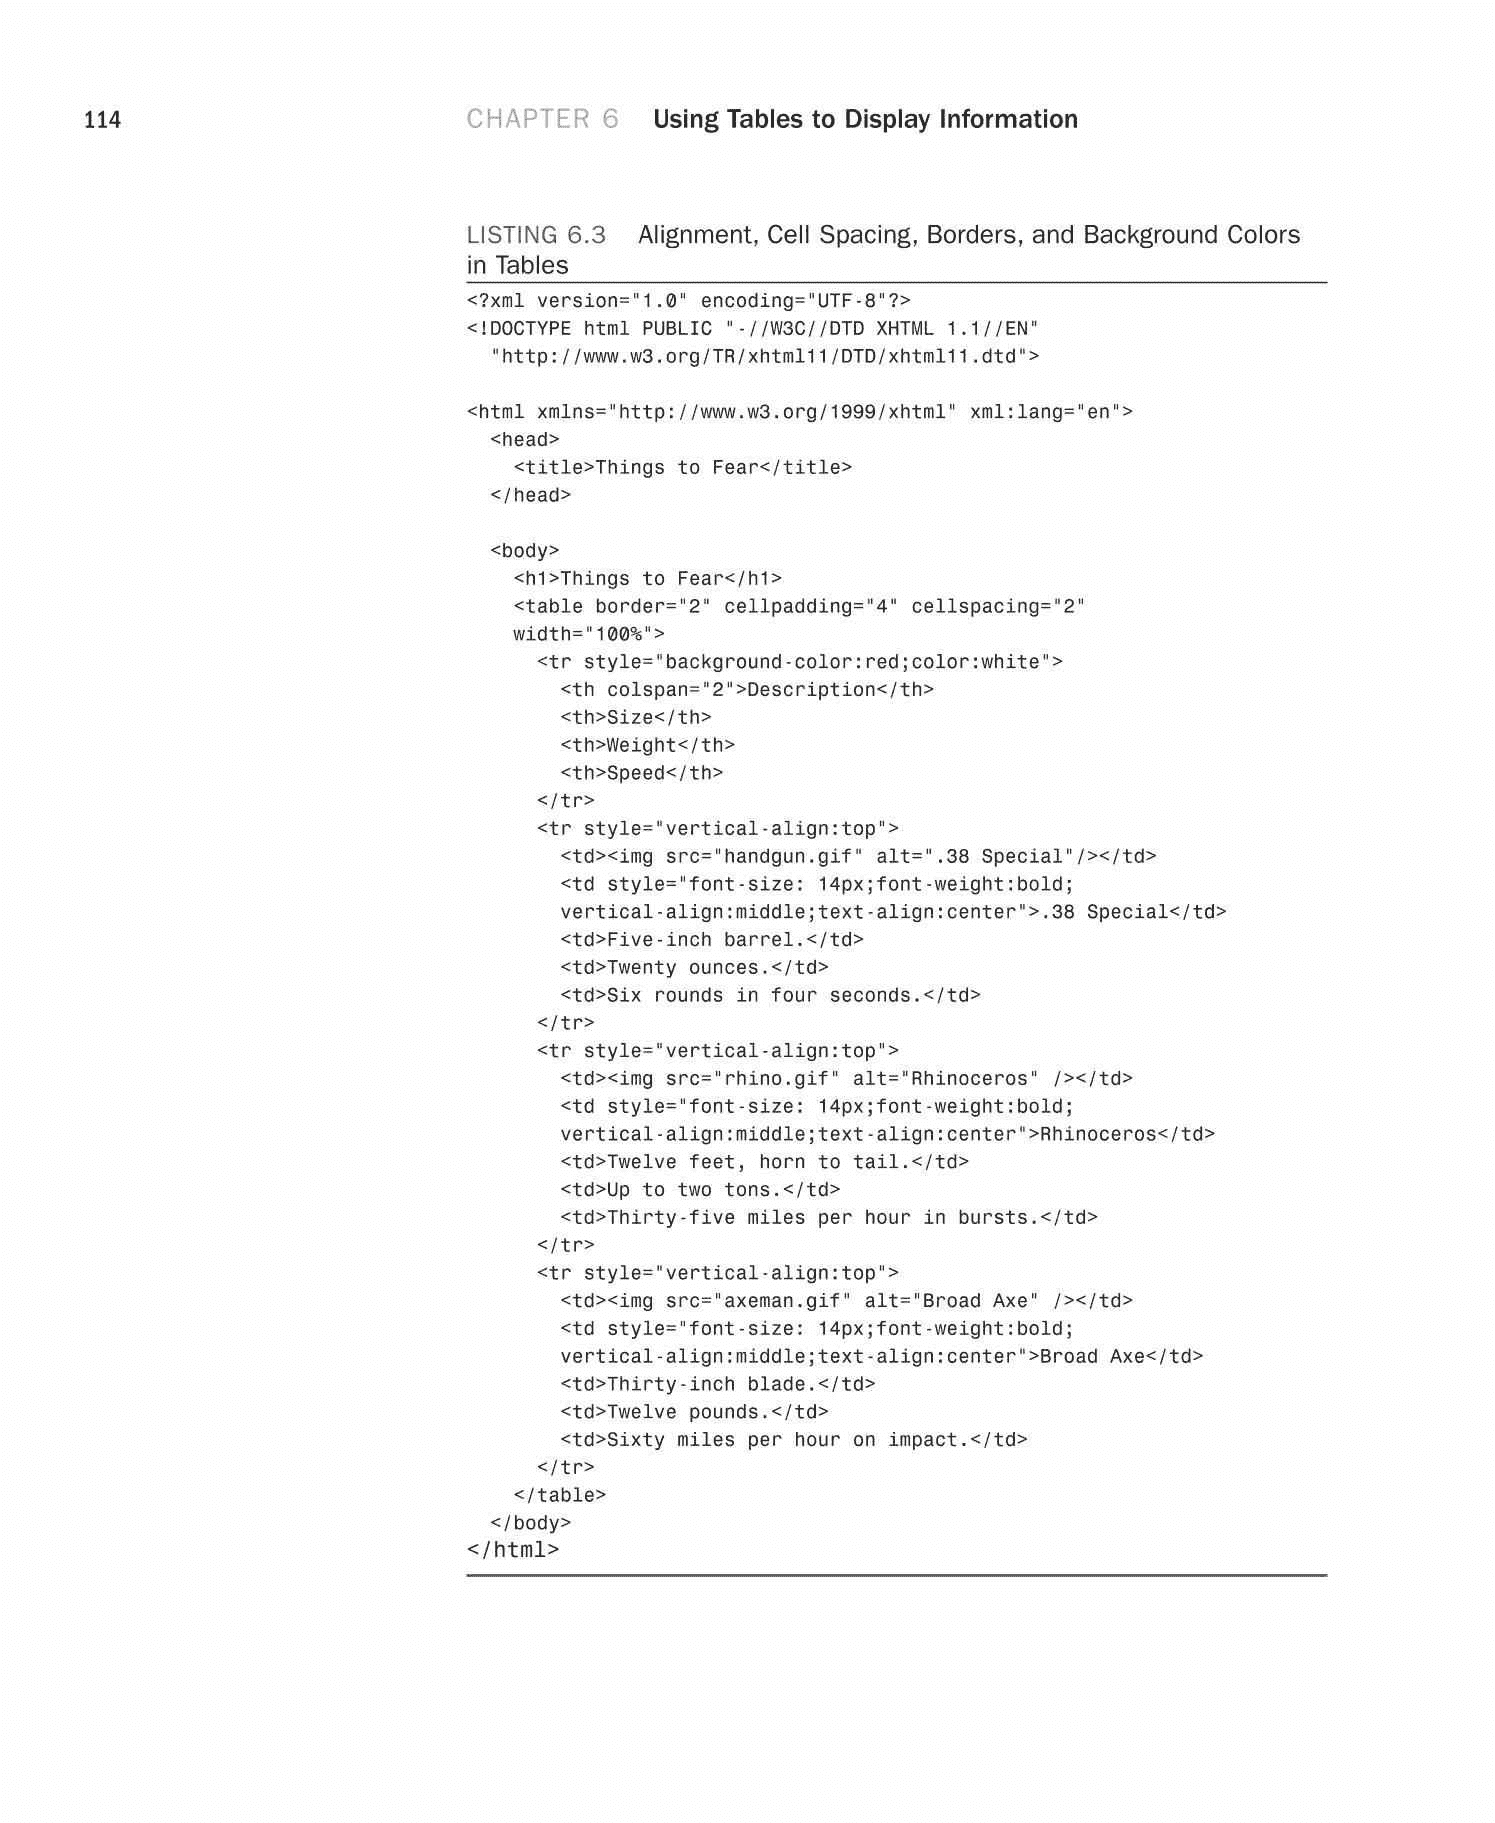 114 CHAPTER 6 Using Tables to Display Information
LISTING 6.3 Alignment, Cell Spacing, Borders, and Background Colors
in Tables
<?xml version="1.0" encoding="UTF-8"?>
<!DOCTYPE html PUBLIC "-//W3C//DTD XHTML 1.1//EN"
  "http://www.w3.org/TR/xhtml11/DTD/xhtml11.dtd">

<html xmlns="http://www.w3.org/1999/xhtml" xml:lang="en">
  <head>
    <title>Things to Fear</title>
  </head>

  <body>
    <h1>Things to Fear</h1>
    <table border="2" cellpadding="4" cellspacing="2"
    width="100%">
      <tr style="background-color:red;color:white">
        <th colspan="2">Description</th>
        <th>Size</th>
        <th>Weight</th>
        <th>Speed</th>
      </tr>
      <tr style="vertical-align:top">
        <td><img src="handgun.gif" alt=".38 Special"/></td>
        <td style="font-size: 14px;font-weight:bold;
        vertical-align:middle;text-align:center">.38 Special</td>
        <td>Five-inch barrel.</td>
        <td>Twenty ounces.</td>
        <td>Six rounds in four seconds.</td>
      </tr>
      <tr style="vertical-align:top">
        <td><img src="rhino.gif" alt="Rhinoceros" /></td>
        <td style="font-size: 14px;font-weight:bold;
        vertical-align:middle;text-align:center">Rhinoceros</td>
        <td>Twelve feet, horn to tail.</td>
        <td>Up to two tons.</td>
        <td>Thirty-five miles per hour in bursts.</td>
      </tr>
      <tr style="vertical-align:top">
        <td><img src="axeman.gif" alt="Broad Axe" /></td>
        <td style="font-size: 14px;font-weight:bold;
        vertical-align:middle;text-align:center">Broad Axe</td>
        <td>Thirty-inch blade.</td>
        <td>Twelve pounds.</td>
        <td>Sixty miles per hour on impact.</td>
      </tr>
    </table>
  </body>
</html>